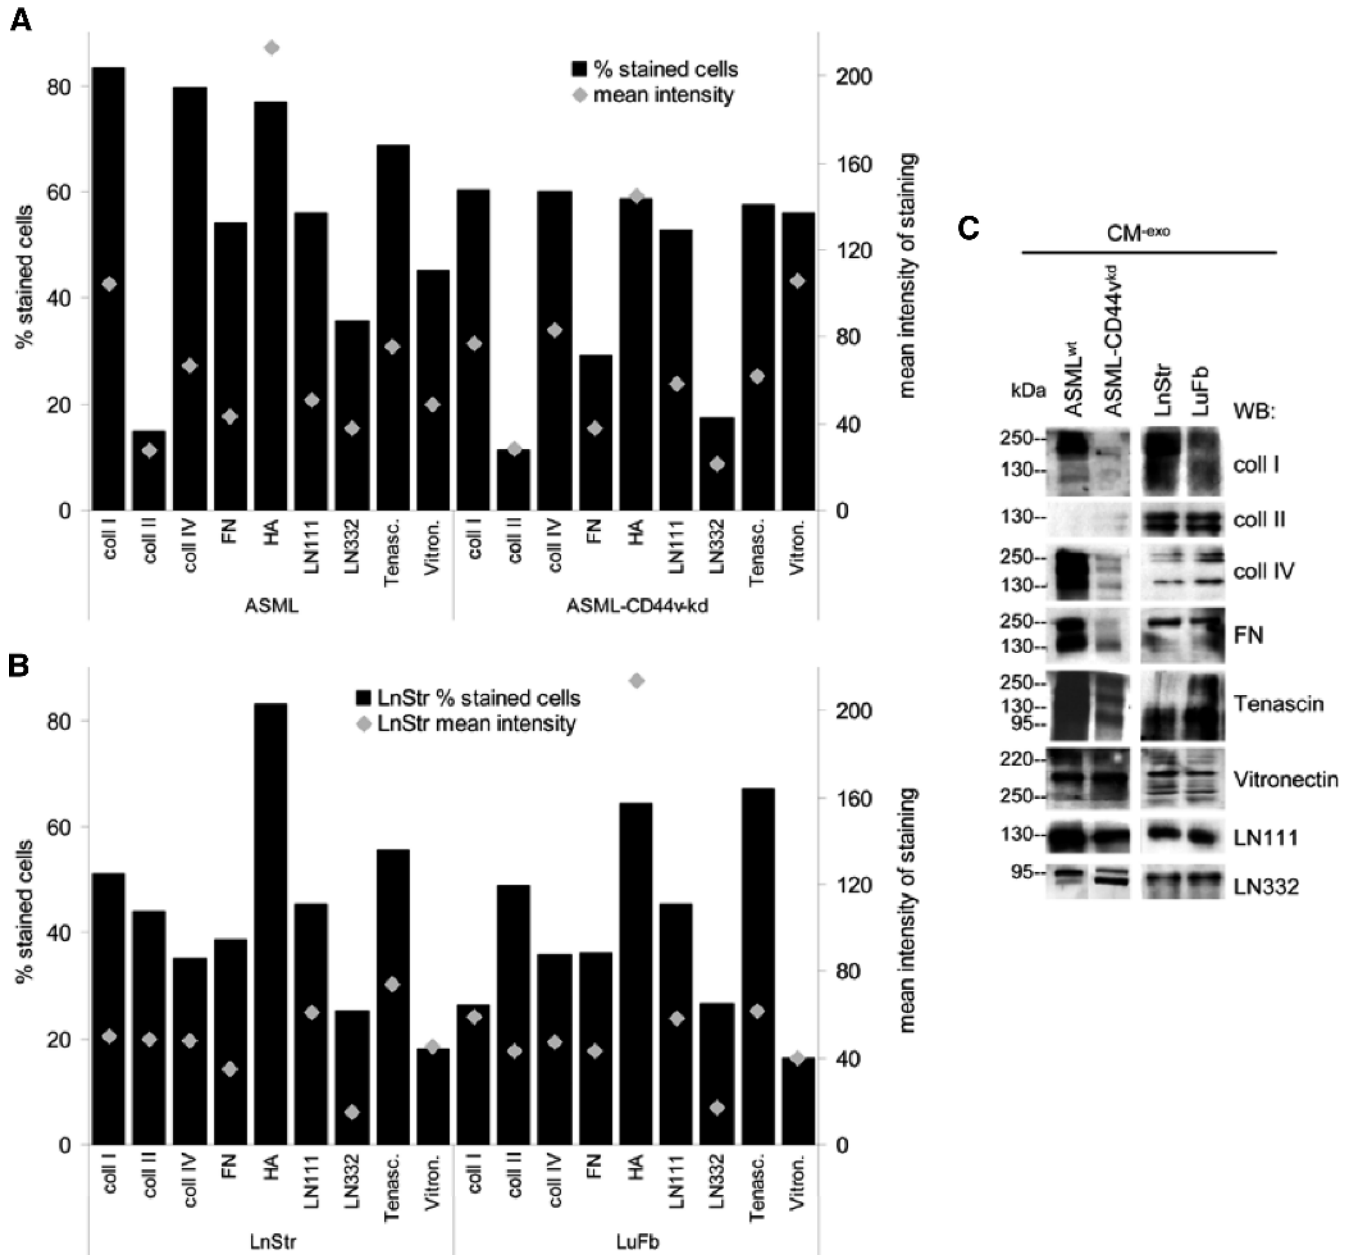 A
% stained cells
mean intensity
80
60
40
20
0
% stained cells
200
160
120
80
40
0
mean intensity of staining
coll I
coll II
coll IV
FN
HA
LN111
LN332
Tenasc.
Vitron.
coll I
coll II
coll IV
FN
HA
LN111
LN332
Tenasc.
Vitron.
ASML
ASML-CD44v-kd
B
LnStr % stained cells
LnStr mean intensity
80
60
40
20
0
% stained cells
200
160
120
80
40
0
mean intensity of staining
coll I
coll II
coll IV
FN
HA
LN111
LN332
Tenasc.
Vitron.
coll I
coll II
coll IV
FN
HA
LN111
LN332
Tenasc.
Vitron.
LnStr
LuFb
C
CM-exo
kDa
ASMLwt
ASML-CD44vkd
LnStr
LuFb
WB:
250--
130--
coll I
130--
coll II
250--
130--
coll IV
250--
130--
FN
250--
130--
95--
Tenascin
220--
250--
Vitronectin
130--
LN111
95--
LN332